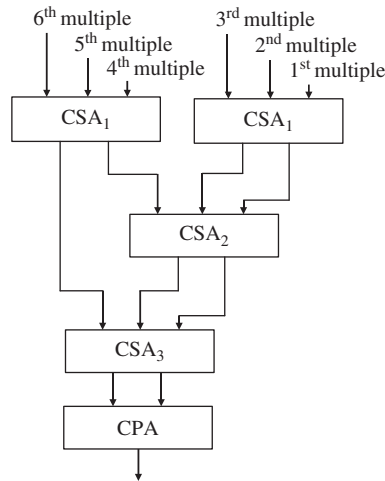 6th multiple
5th multiple
4th multiple
3rd multiple
2nd multiple
1st multiple
CSA1
CSA1
CSA2
CSA3
CPA